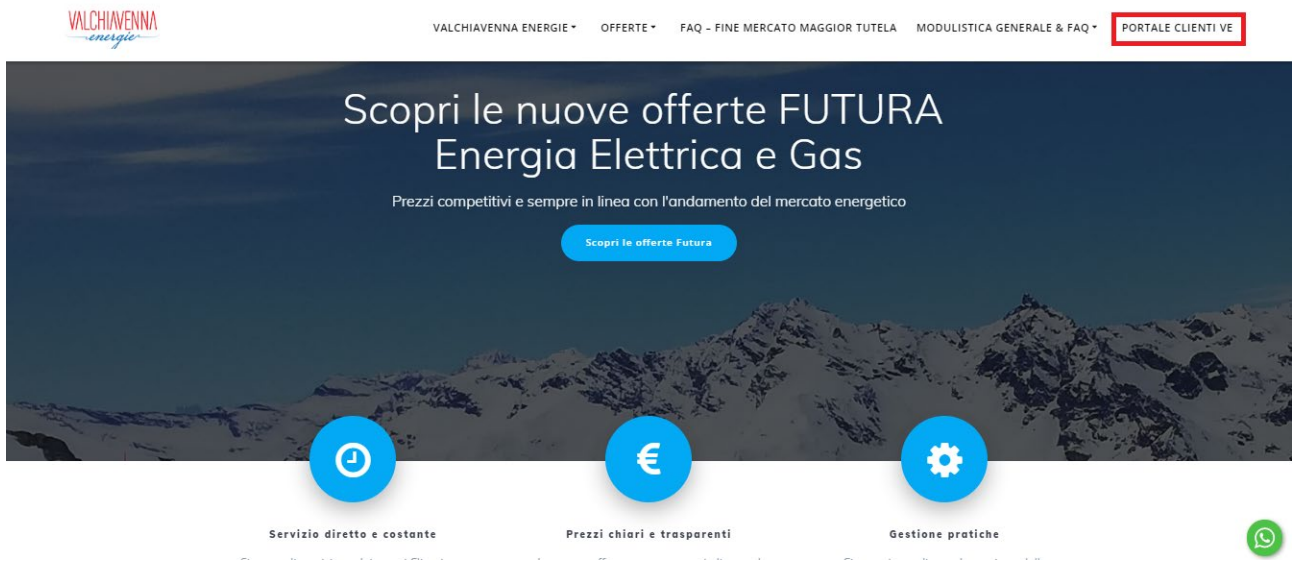 VALCHIAVENNA
energie
VALCHIAVENNA ENERGIE
OFFERTE
FAQ – FINE MERCATO MAGGIOR TUTELA
MODULISTICA GENERALE & FAQ
PORTALE CLIENTI VE
Scopri le nuove offerte FUTURA
Energia Elettrica e Gas
Prezzi competitivi e sempre in linea con l'andamento del mercato energetico
Scopri le offerte Futura
€
Servizio diretto e costante
Prezzi chiari e trasparenti
Gestione pratiche